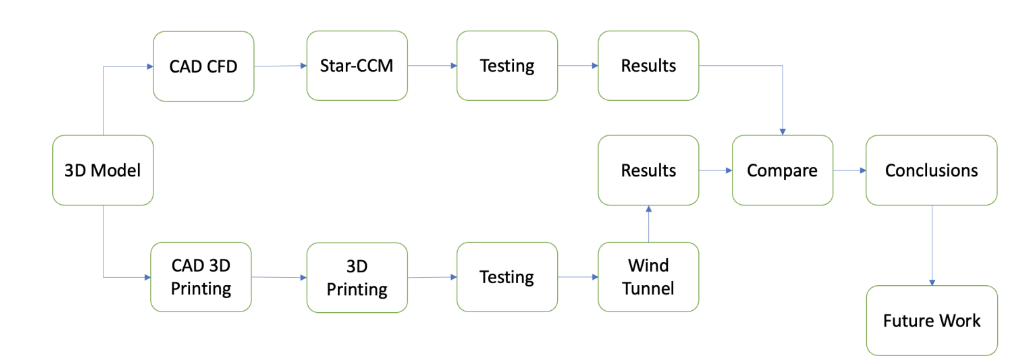 CAD CFD
Star-CCM
Testing
Results
3D Model
Results
Compare
Conclusions
CAD 3D
Printing
3D
Printing
Testing
Wind
Tunnel
Future Work